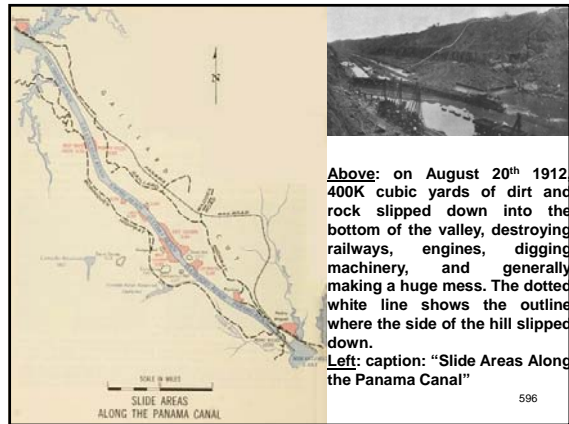 N
GAILLARD
CUT
SCALE IN MILES
SLIDE AREAS
ALONG THE PANAMA CANAL
Above: on August 20th 1912,
400K cubic yards of dirt and
rock slipped down into the
bottom of the valley, destroying
railways, engines, digging
machinery, and generally
making a huge mess. The dotted
white line shows the outline
where the side of the hill slipped
down.
Left: caption: “Slide Areas Along
the Panama Canal”
596